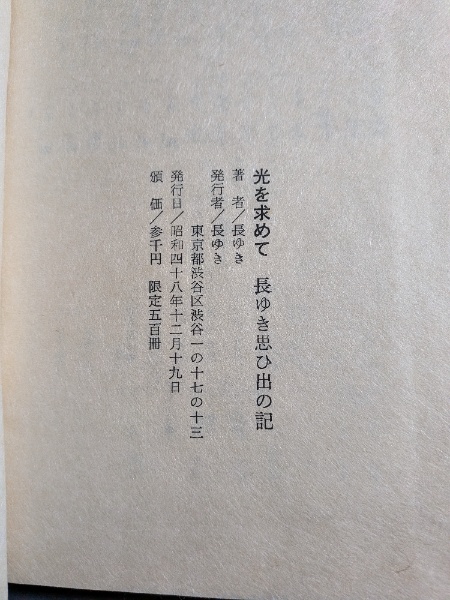 光を求めて　長ゆき思ひ出の記
著　者／長ゆき
発行者／長ゆき
東京都渋谷区渋谷一の十七の十三
発行日／昭和四十八年十二月十九日
頒　価／参千円　限定五百冊